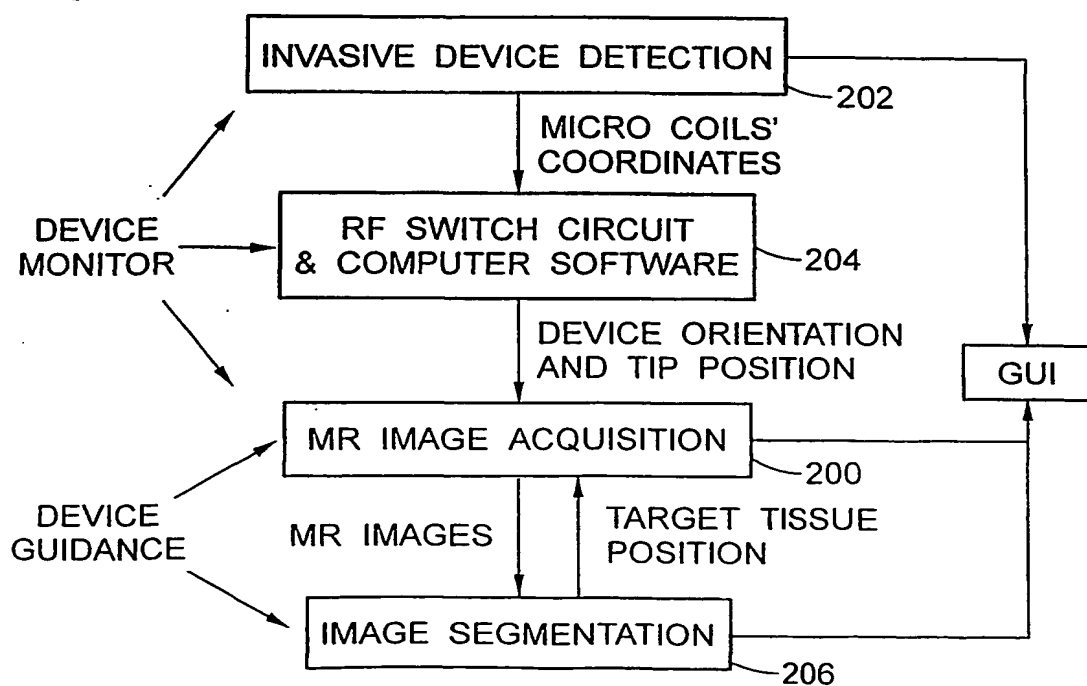 INVASIVE DEVICE DETECTION
202
MICRO COILS'
COORDINATES
DEVICE
MONITOR
RF SWITCH CIRCUIT
& COMPUTER SOFTWARE
204
DEVICE ORIENTATION
AND TIP POSITION
GUI
MR IMAGE ACQUISITION
200
DEVICE
GUIDANCE
MR IMAGES
TARGET TISSUE
POSITION
IMAGE SEGMENTATION
206